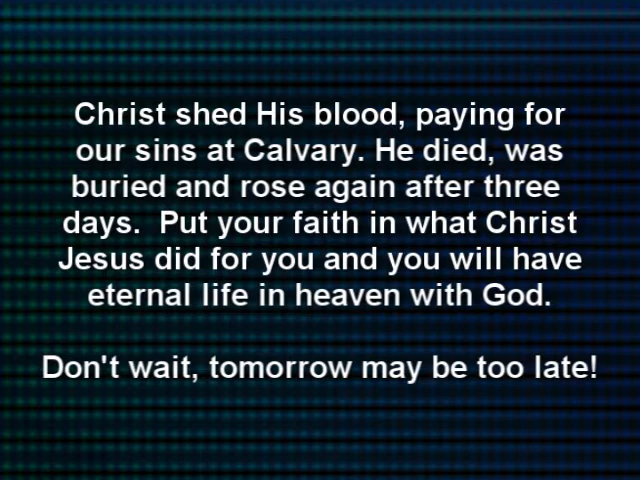 Christ shed His blood, paying for
our sins at Calvary. He died, was
buried and rose again after three
days.  Put your faith in what Christ
Jesus did for you and you will have
eternal life in heaven with God.
Don't wait, tomorrow may be too late!